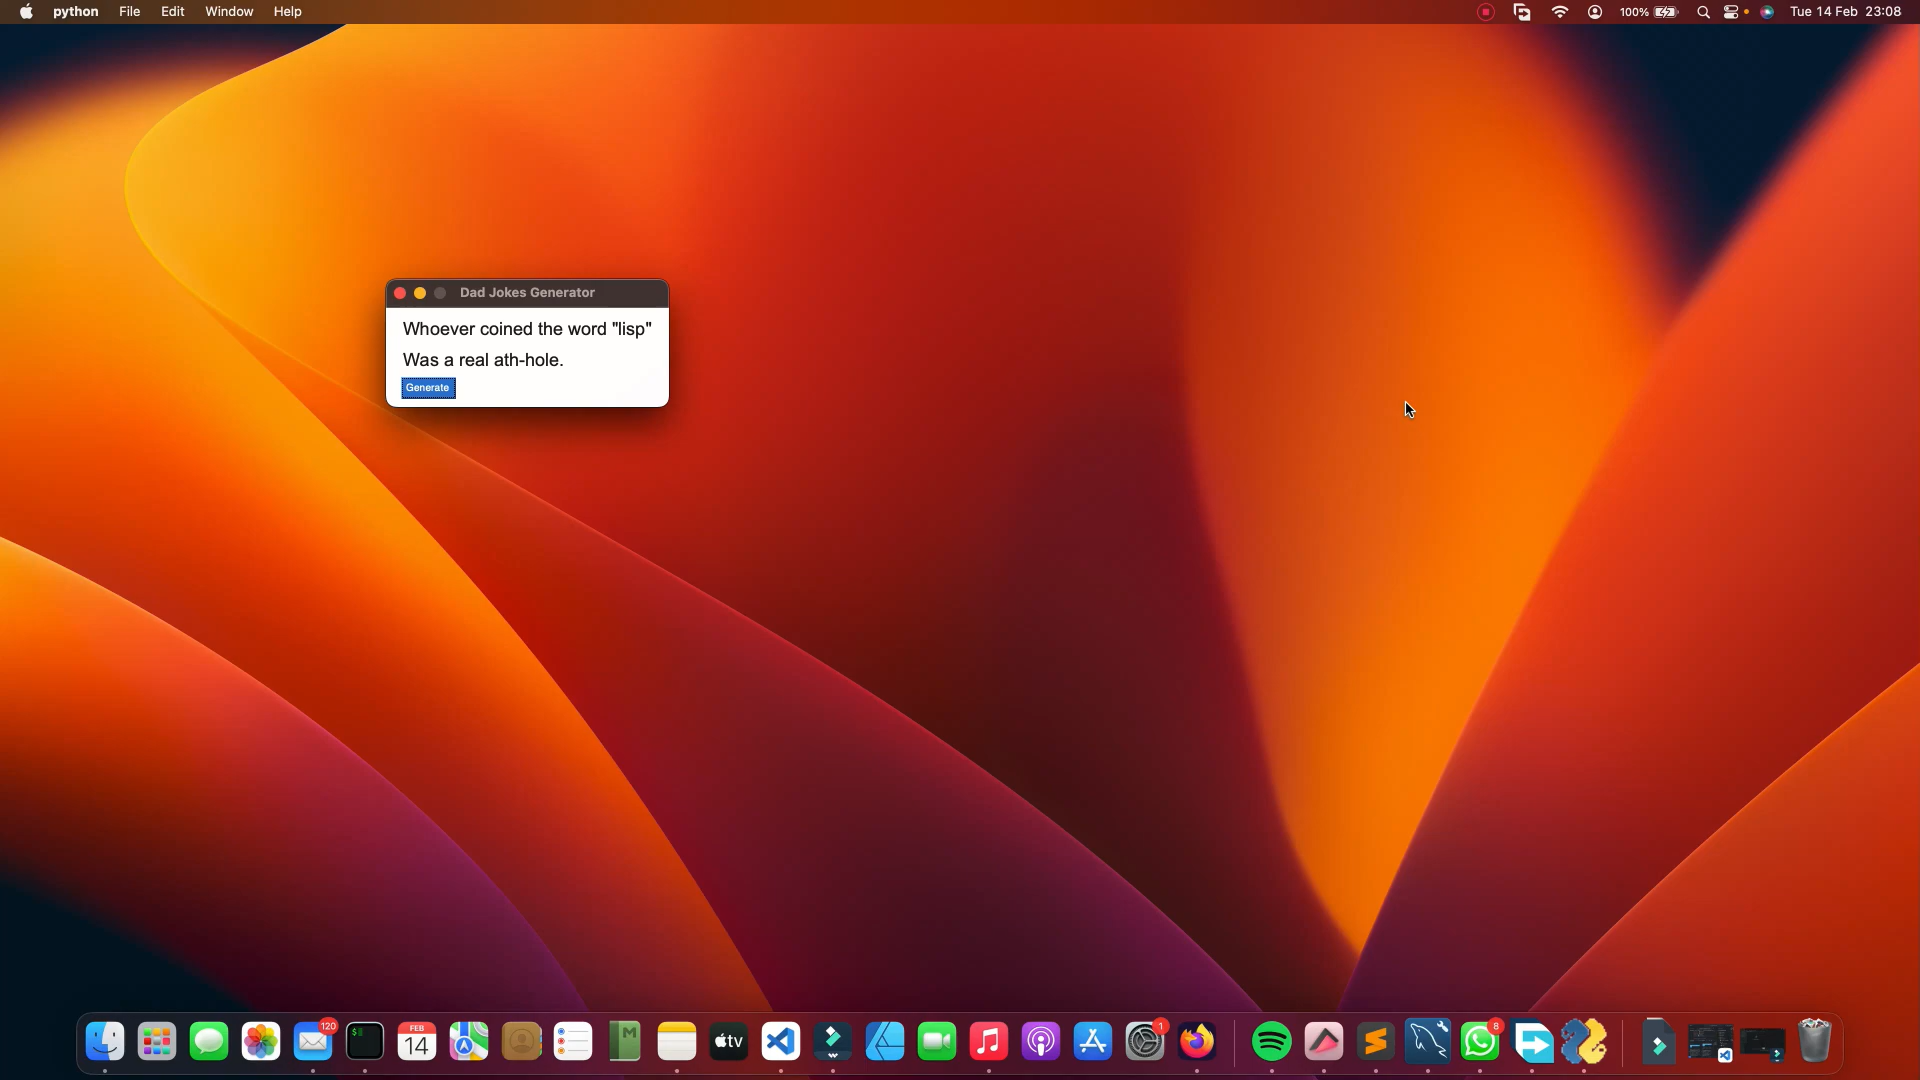 python File Edit Window Help
100% Tue 14 Feb 23:08
Dad Jokes Generator
Whoever coined the word "lisp"
Was a real ath-hole.
Generate
120
$
FEB
14
M
tv
1
8